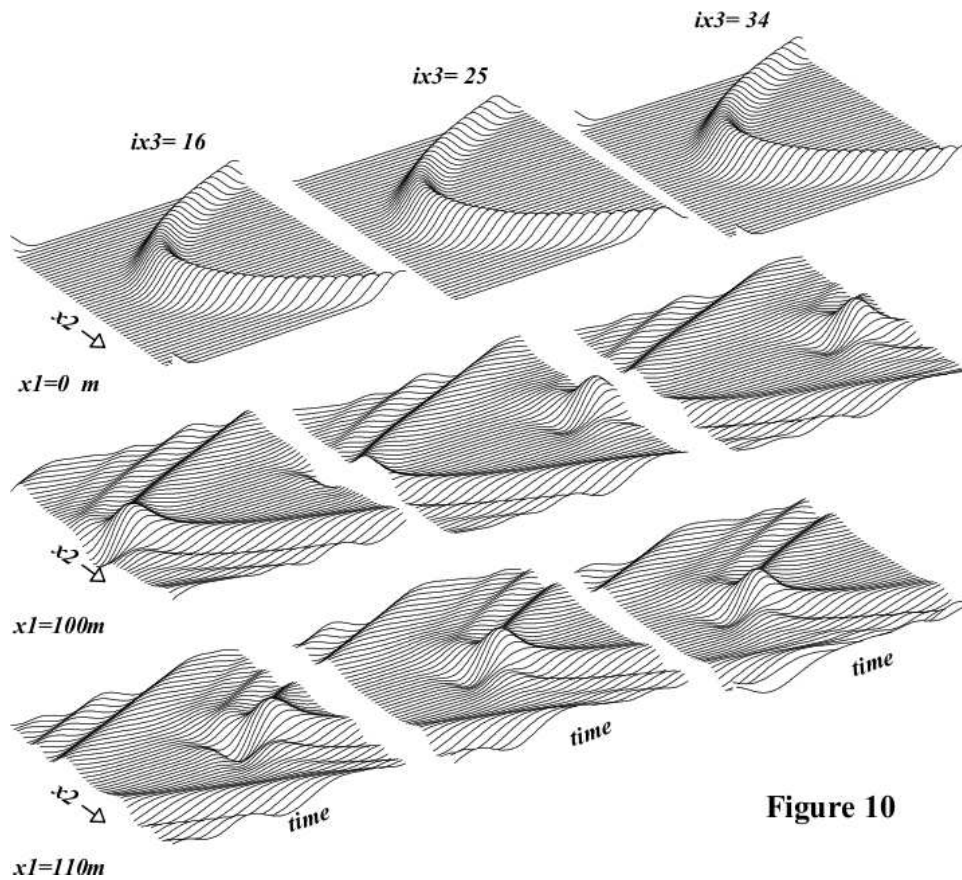 ix3= 34
ix3= 25
ix3= 16
x2
x1=0 m
x2
x1=100m
time
time
x2
time
Figure 10
x1=110m